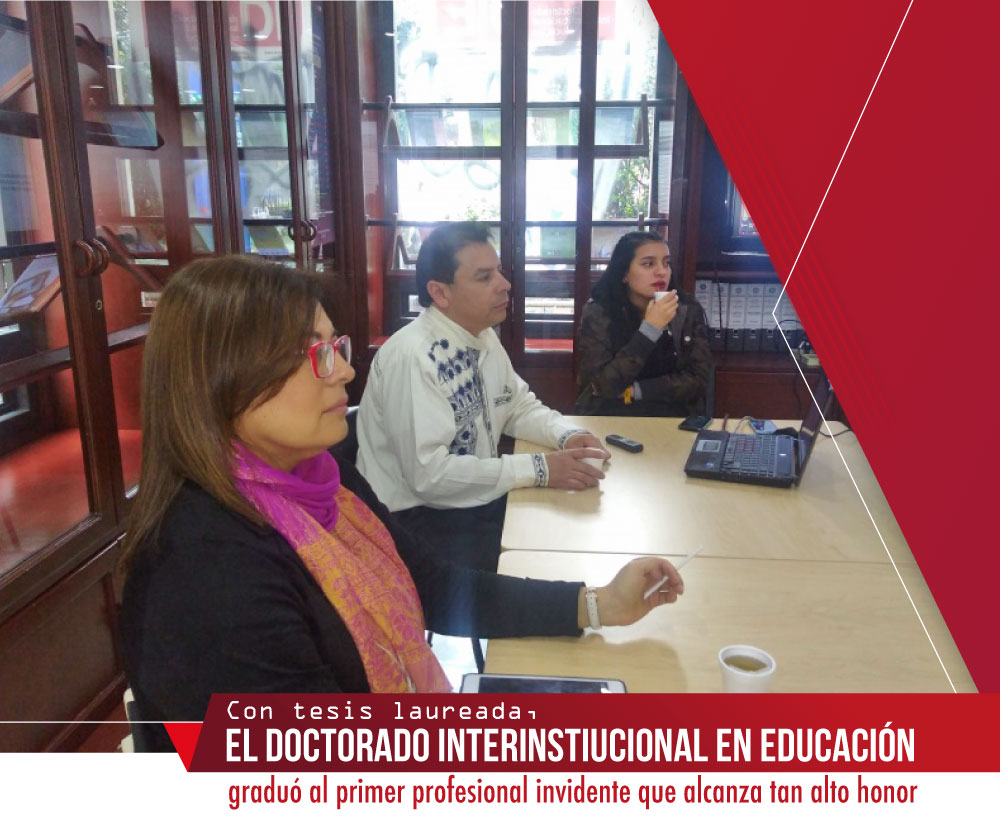 Con tesis laureada,
EL DOCTORADO INTERINSTIUCIONAL EN EDUCACIÓN
graduó al primer profesional invidente que alcanza tan alto honor